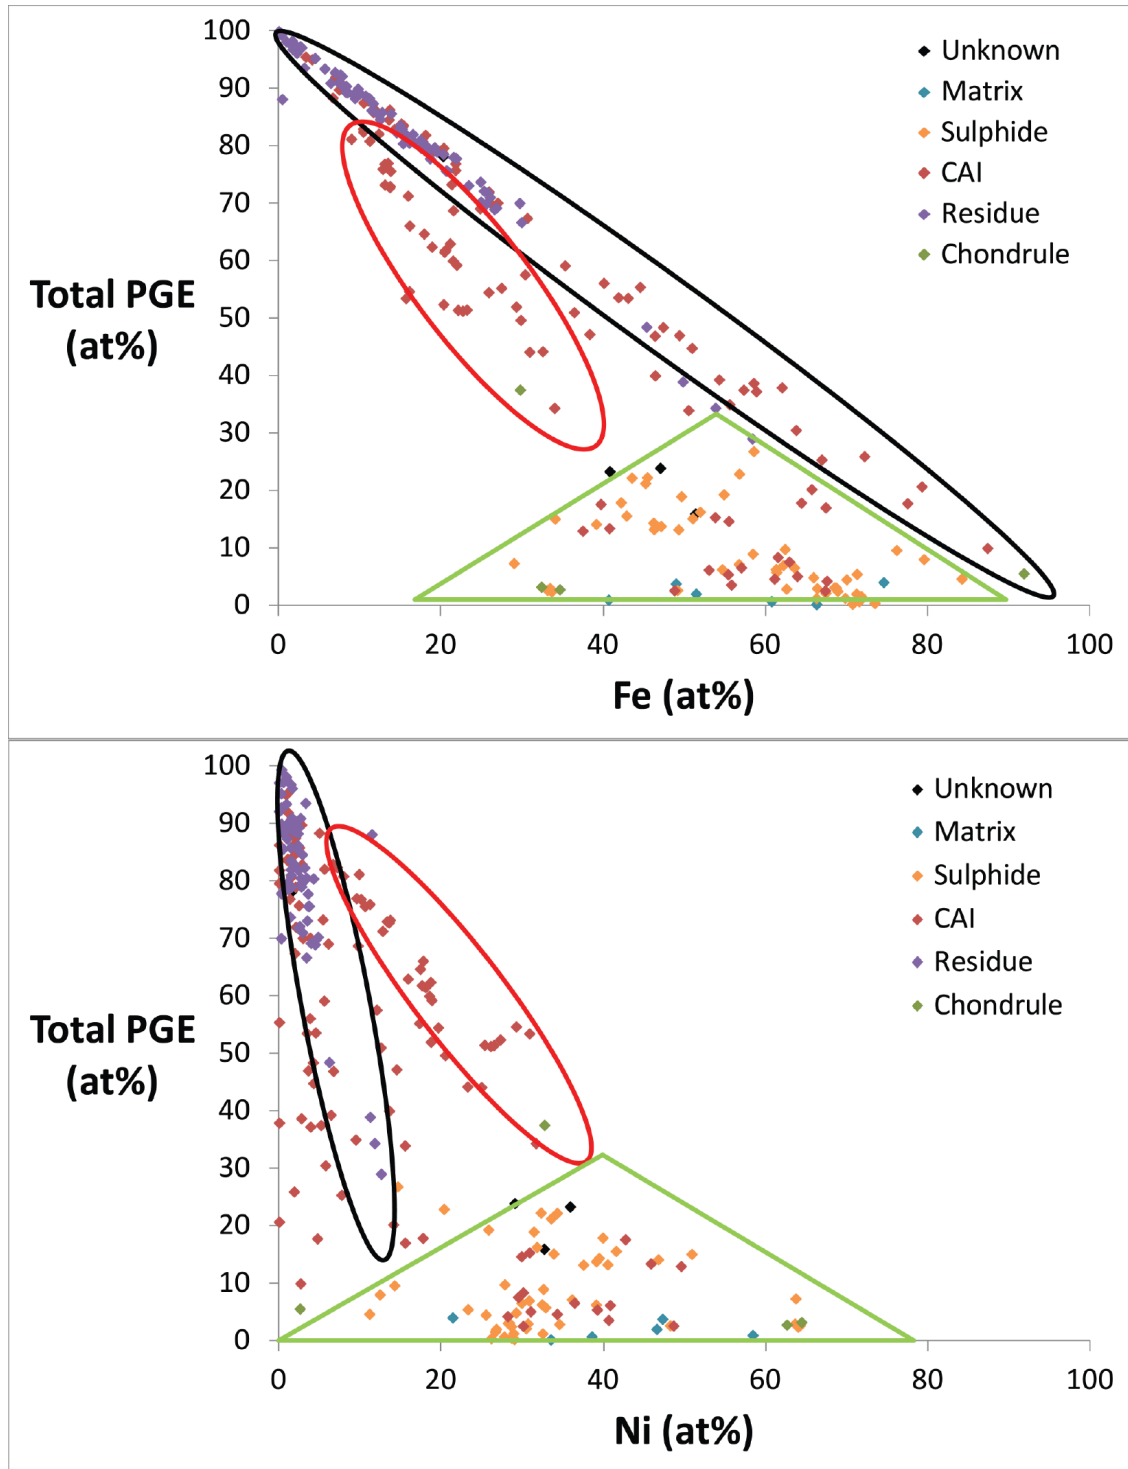 100
90
80
70
60
50
40
30
20
10
0
Total PGE
(at%)
Unknown
Matrix
Sulphide
CAI
Residue
Chondrule
0 20 40 60 80 100
Fe (at%)
100
90
80
70
60
50
40
30
20
10
0
Total PGE
(at%)
Unknown
Matrix
Sulphide
CAI
Residue
Chondrule
0 20 40 60 80 100
Ni (at%)